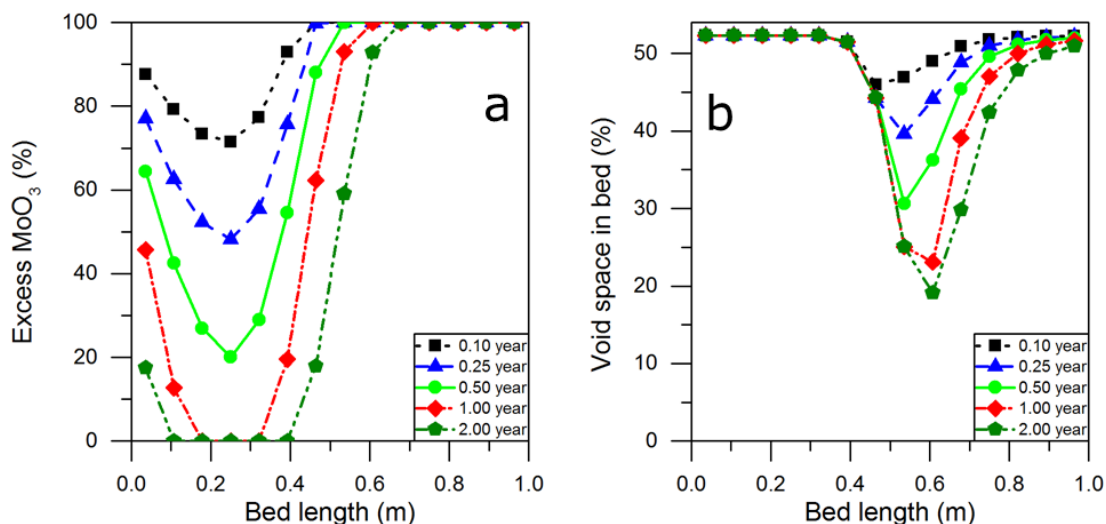 a
Excess MoO₃ (%)
100
80
60
40
20
0
0.0 0.2 0.4 0.6 0.8 1.0
Bed length (m)
0.10 year
0.25 year
0.50 year
1.00 year
2.00 year
b
Void space in bed (%)
50
40
30
20
10
0
0.0 0.2 0.4 0.6 0.8 1.0
Bed length (m)
0.10 year
0.25 year
0.50 year
1.00 year
2.00 year